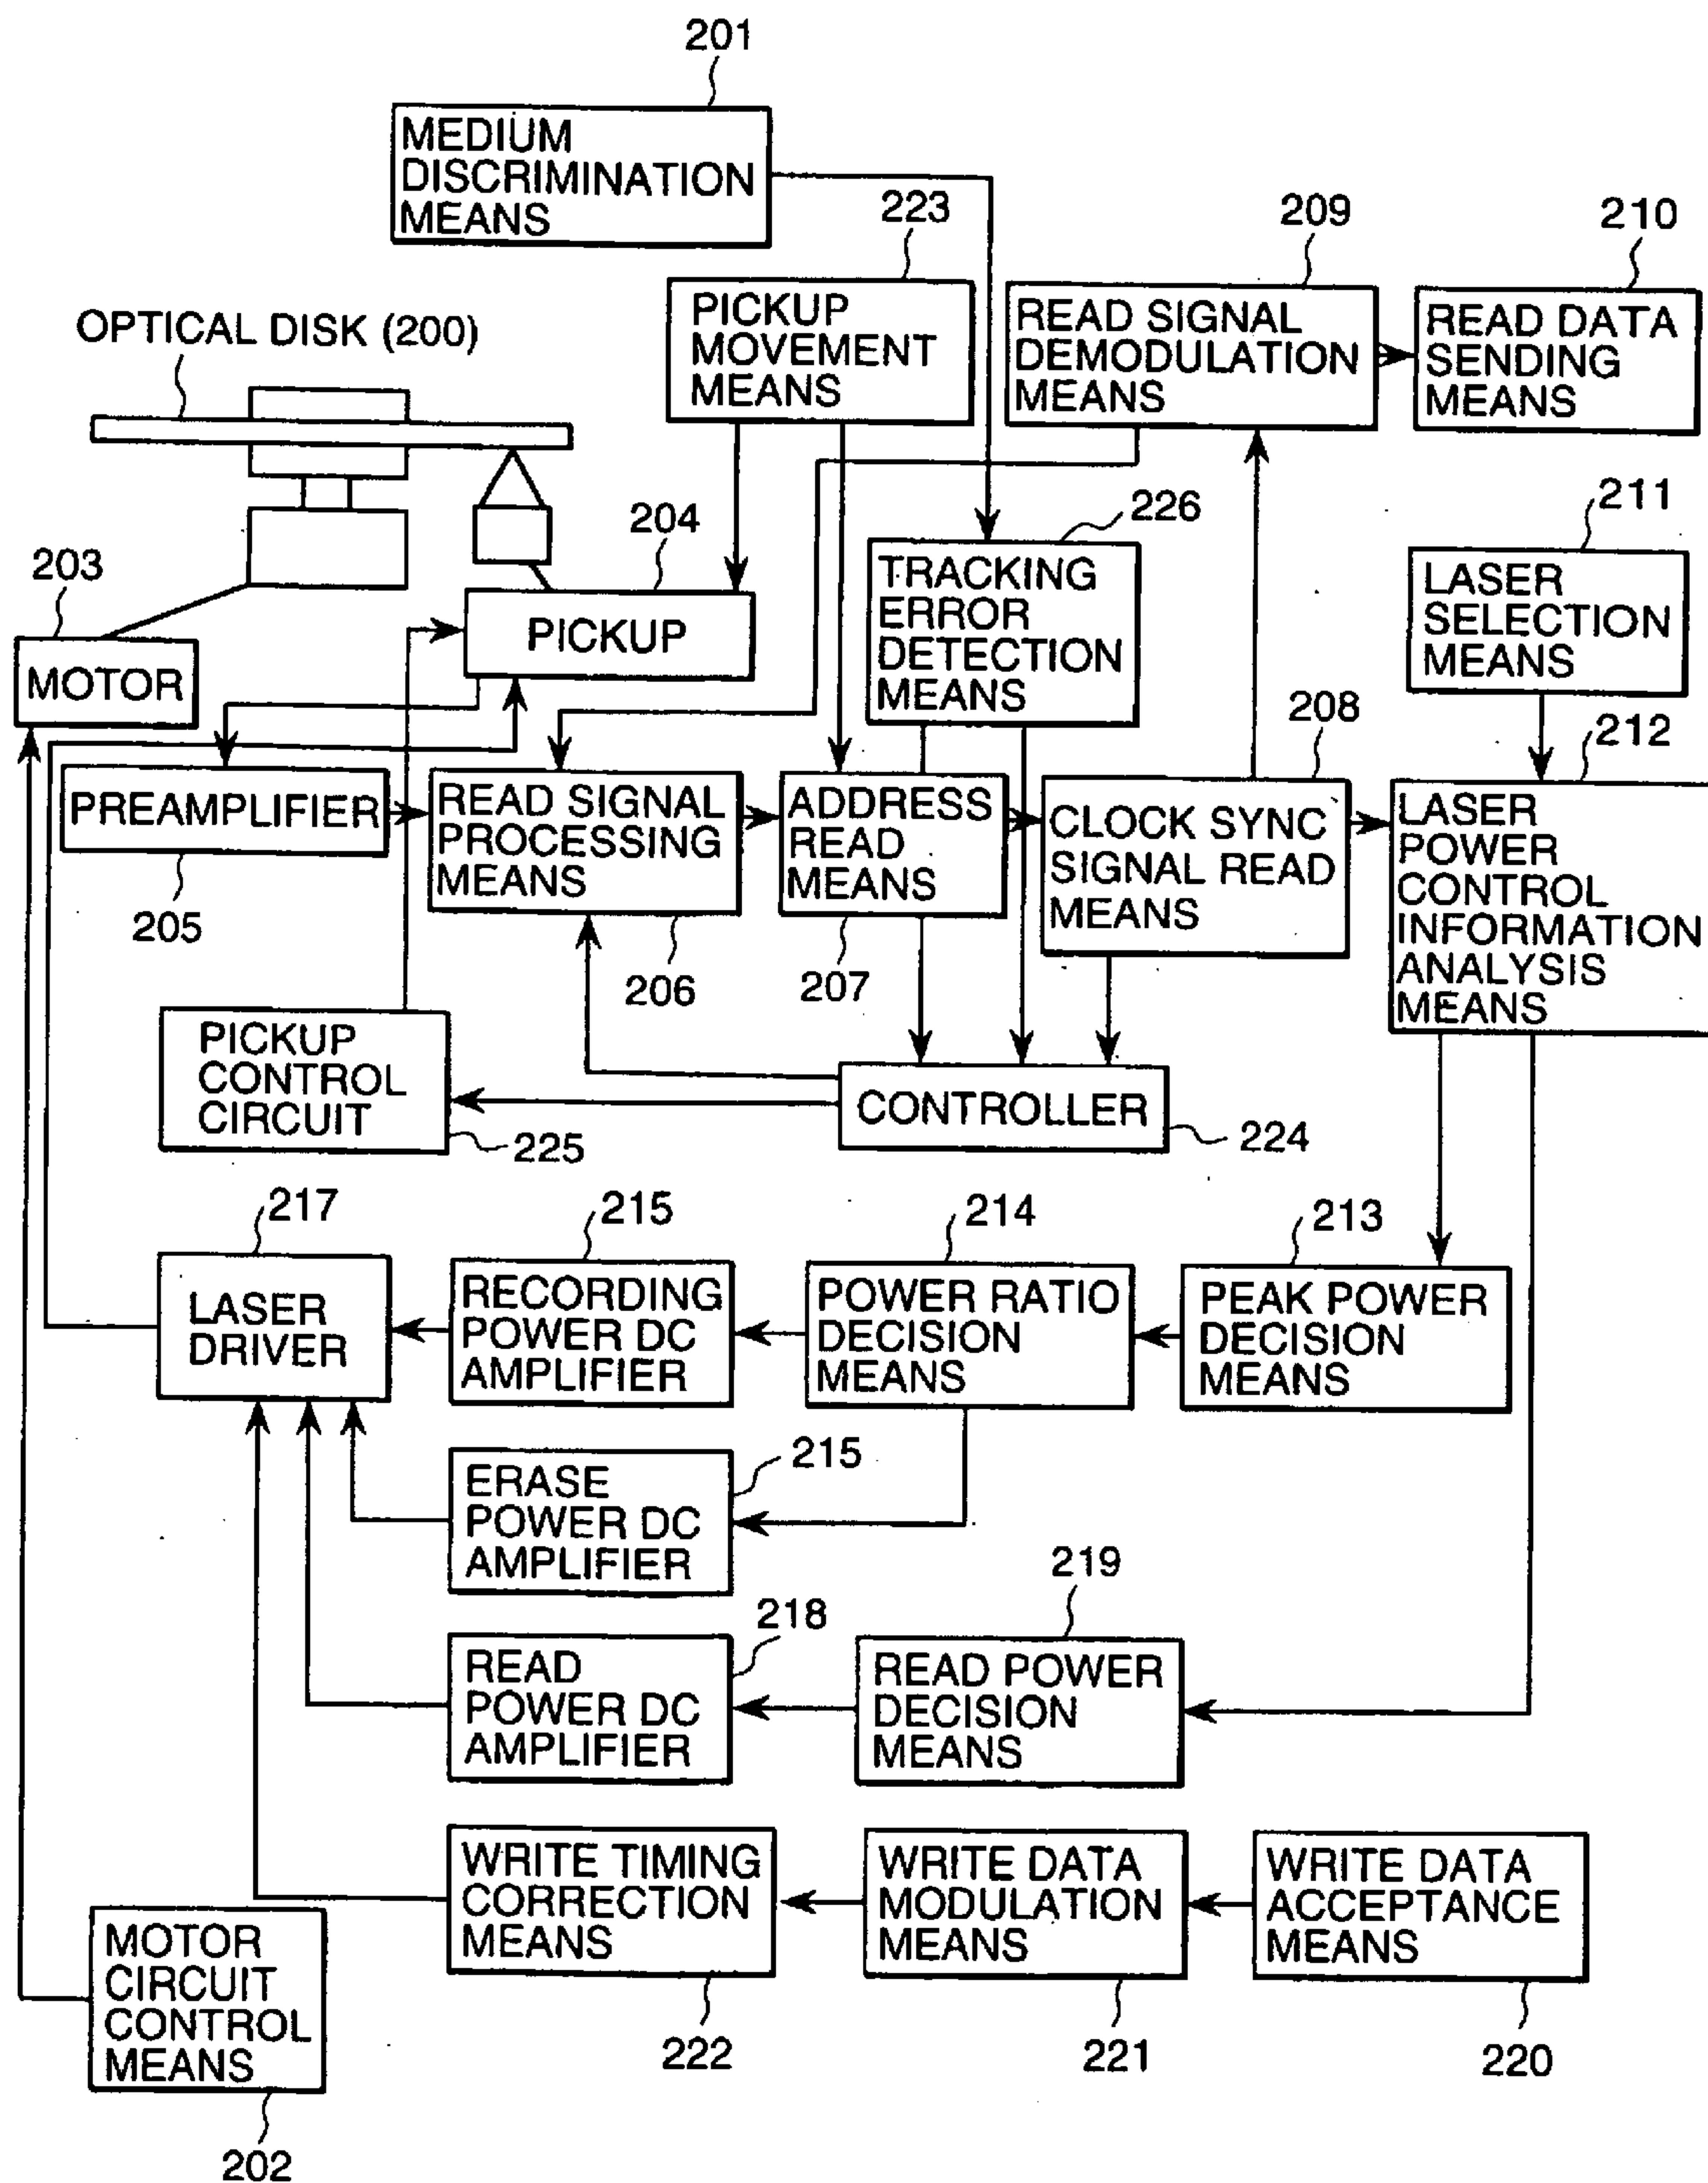 201
MEDIUM
DISCRIMINATION
MEANS
223
209
210
OPTICAL DISK (200)
PICKUP
MOVEMENT
MEANS
READ SIGNAL
DEMODULATION
MEANS
READ DATA
SENDING
MEANS
203
204
226
211
MOTOR
PICKUP
TRACKING
ERROR
DETECTION
MEANS
LASER
SELECTION
MEANS
208
212
PREAMPLIFIER
205
READ SIGNAL
PROCESSING
MEANS
206
ADDRESS
READ
MEANS
207
CLOCK SYNC
SIGNAL READ
MEANS
LASER
POWER
CONTROL
INFORMATION
ANALYSIS
MEANS
PICKUP
CONTROL
CIRCUIT
225
CONTROLLER
224
217
215
214
213
LASER
DRIVER
RECORDING
POWER DC
AMPLIFIER
POWER RATIO
DECISION
MEANS
PEAK POWER
DECISION
MEANS
215
ERASE
POWER DC
AMPLIFIER
218
219
READ
POWER DC
AMPLIFIER
READ POWER
DECISION
MEANS
WRITE TIMING
CORRECTION
MEANS
222
WRITE DATA
MODULATION
MEANS
221
WRITE DATA
ACCEPTANCE
MEANS
220
MOTOR
CIRCUIT
CONTROL
MEANS
202